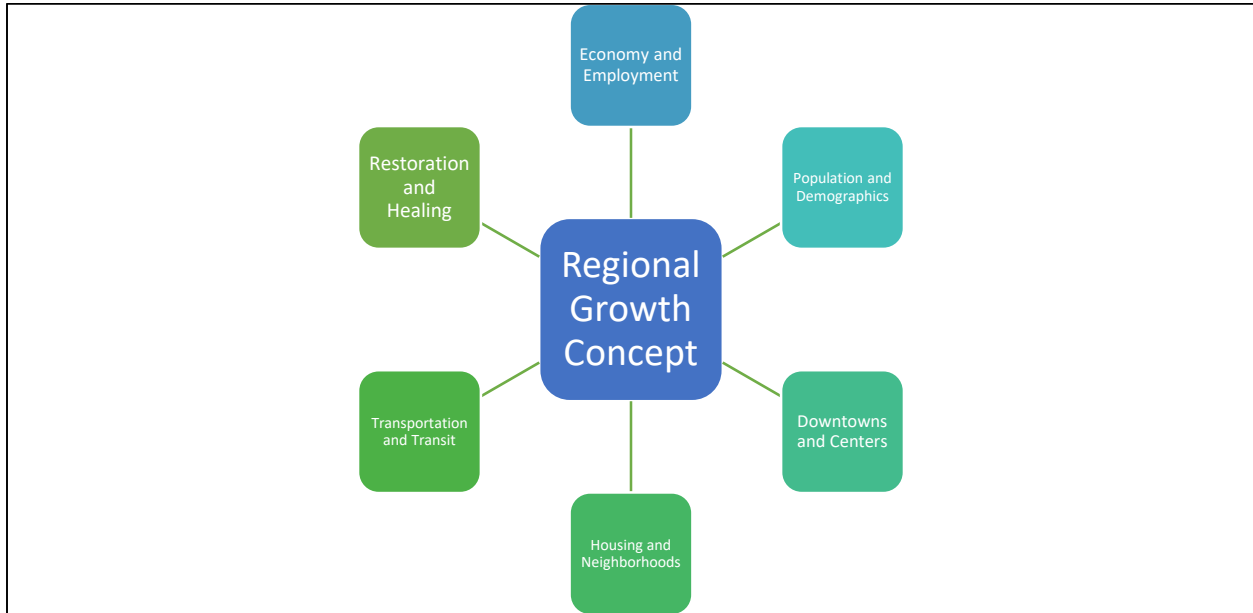 Economy and
Employment
Restoration
and
Healing
Population and
Demographics
Regional
Growth
Concept
Transportation
and Transit
Downtowns
and Centers
Housing and
Neighborhoods